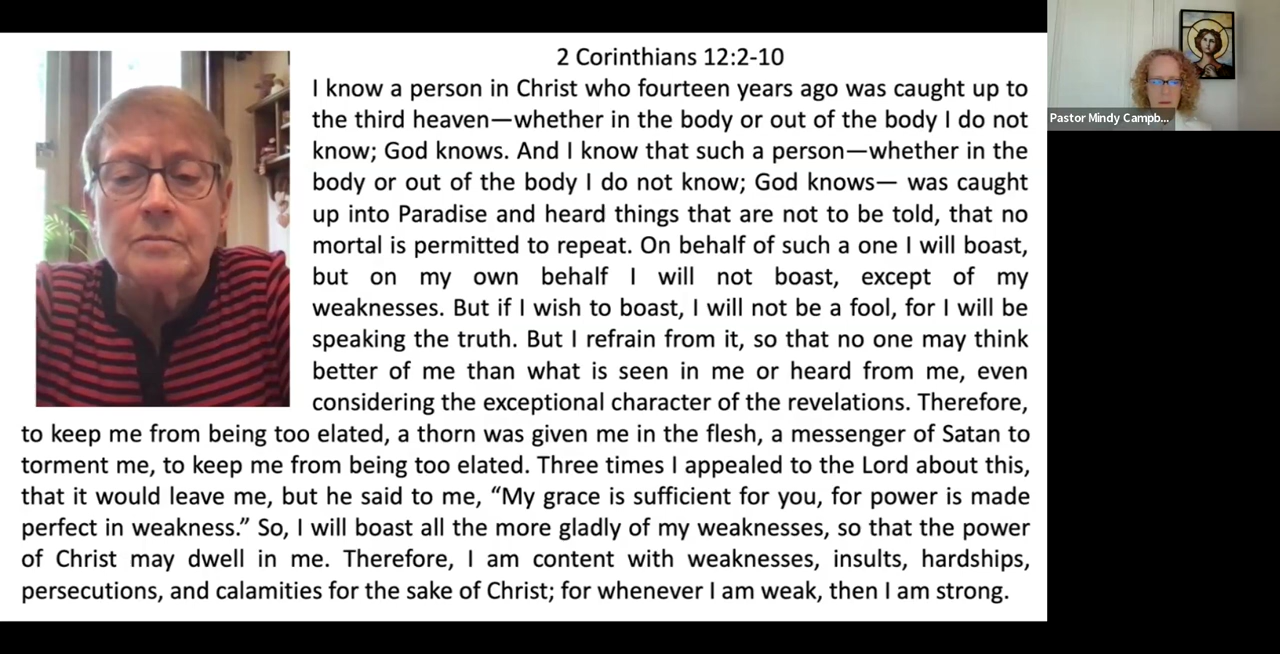 2 Corinthians 12:2-10
I know a person in Christ who fourteen years ago was caught up to
the third heaven—whether in the body or out of the body I do not
know; God knows. And I know that such a person—whether in the
body or out of the body I do not know; God knows— was caught
up into Paradise and heard things that are not to be told, that no
mortal is permitted to repeat. On behalf of such a one I will boast,
but on my own behalf I will not boast, except of my
weaknesses. But if I wish to boast, I will not be a fool, for I will be
speaking the truth. But I refrain from it, so that no one may think
better of me than what is seen in me or heard from me, even
considering the exceptional character of the revelations. Therefore,
to keep me from being too elated, a thorn was given me in the flesh, a messenger of Satan to
torment me, to keep me from being too elated. Three times I appealed to the Lord about this,
that it would leave me, but he said to me, “My grace is sufficient for you, for power is made
perfect in weakness.” So, I will boast all the more gladly of my weaknesses, so that the power
of Christ may dwell in me. Therefore, I am content with weaknesses, insults, hardships,
persecutions, and calamities for the sake of Christ; for whenever I am weak, then I am strong.
Pastor Mindy Campb...